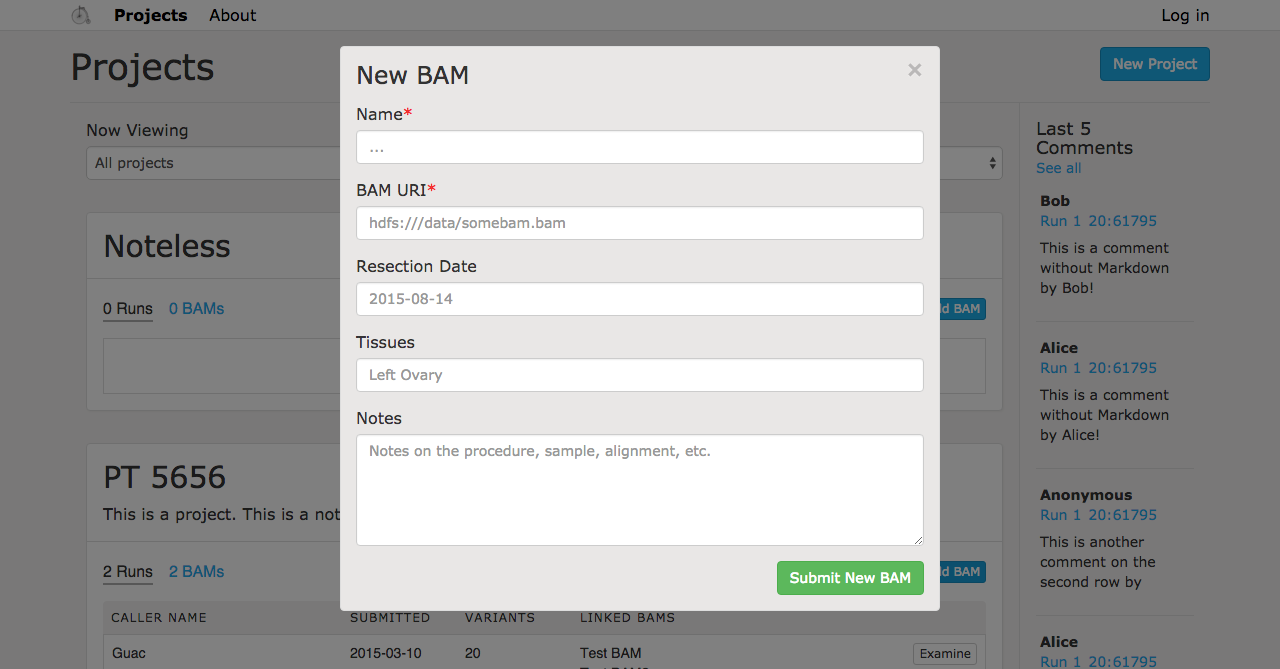 Projects About Log in
Projects
New Project
Now Viewing
All projects
Noteless
0 Runs 0 BAMs
d BAM
PT 5656
This is a project. This is a not
2 Runs 2 BAMs
d BAM
CALLER NAME SUBMITTED VARIANTS LINKED BAMS
Guac 2015-03-10 20 Test BAM Examine
New BAM ×
Name*
...
BAM URI*
hdfs:///data/somebam.bam
Resection Date
2015-08-14
Tissues
Left Ovary
Notes
Notes on the procedure, sample, alignment, etc.
Submit New BAM
Last 5
Comments
See all
Bob
Run 1 20:61795
This is a comment
without Markdown
by Bob!
Alice
Run 1 20:61795
This is a comment
without Markdown
by Alice!
Anonymous
Run 1 20:61795
This is another
comment on the
second row by
Alice
Run 1 20:61795